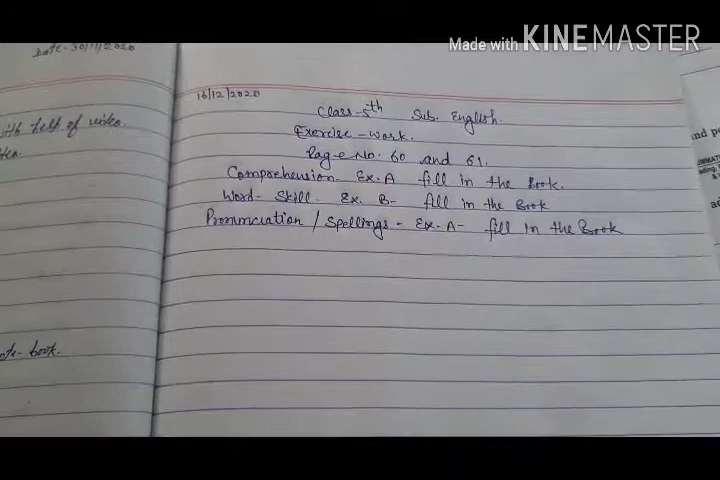 Made with KINEMASTER
Date-30/11/2020
with help of video.
ote-book.
16/12/2020
Class-5th Sub. English.
Exercise-work.
Page No. 60 and 61.
Comprehension- Ex. A fill in the Book.
Word-Skill. Ex. B- fill in the Book
Pronunciation / Spellings - Ex. A- fill in the Book